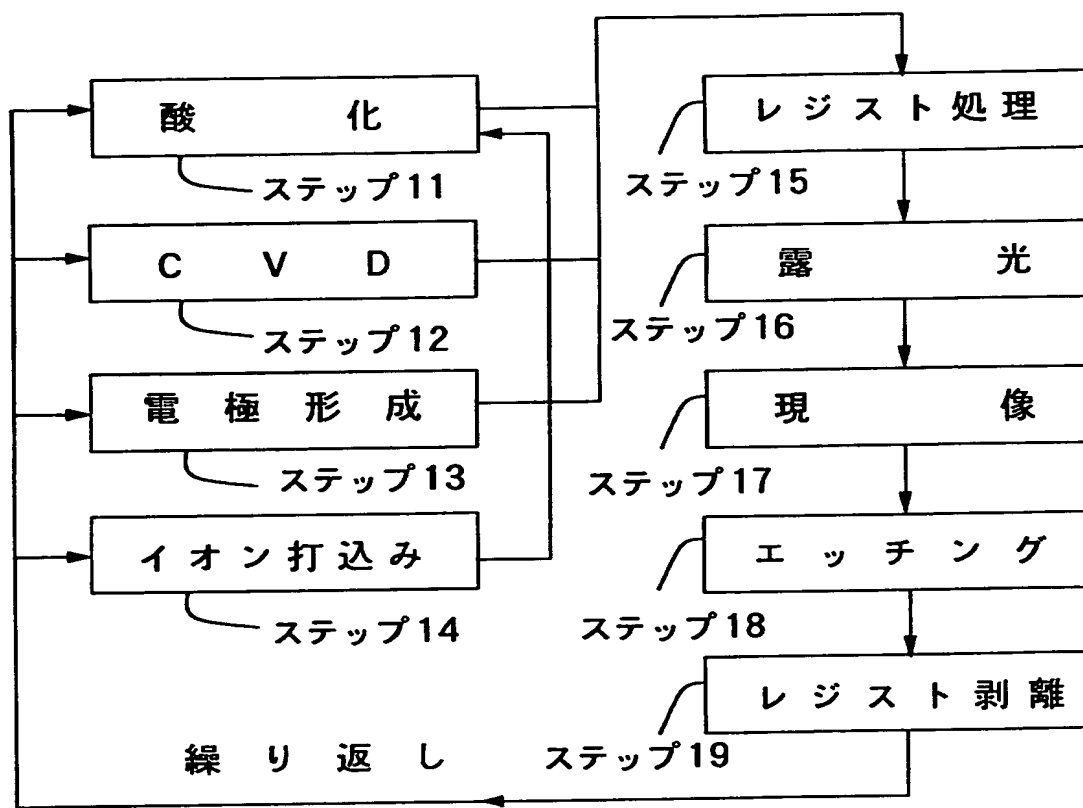 酸化
ステップ11
CVD
ステップ12
電極形成
ステップ13
イオン打込み
ステップ14
レジスト処理
ステップ15
露光
ステップ16
現像
ステップ17
エッチング
ステップ18
レジスト剥離
ステップ19
繰り返し